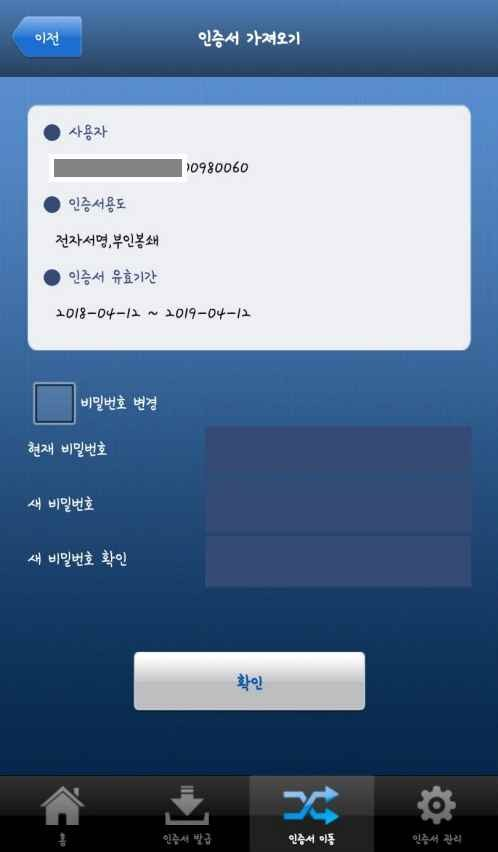 이전
인증서 가져오기
사용자
00980060
인증서용도
전자서명,부인봉쇄
인증서 유효기간
2018-04-12 ~ 2019-04-12
비밀번호 변경
현재 비밀번호
새 비밀번호
새 비밀번호 확인
확인
홈 인증서 발급 인증서 이동 인증서 관리